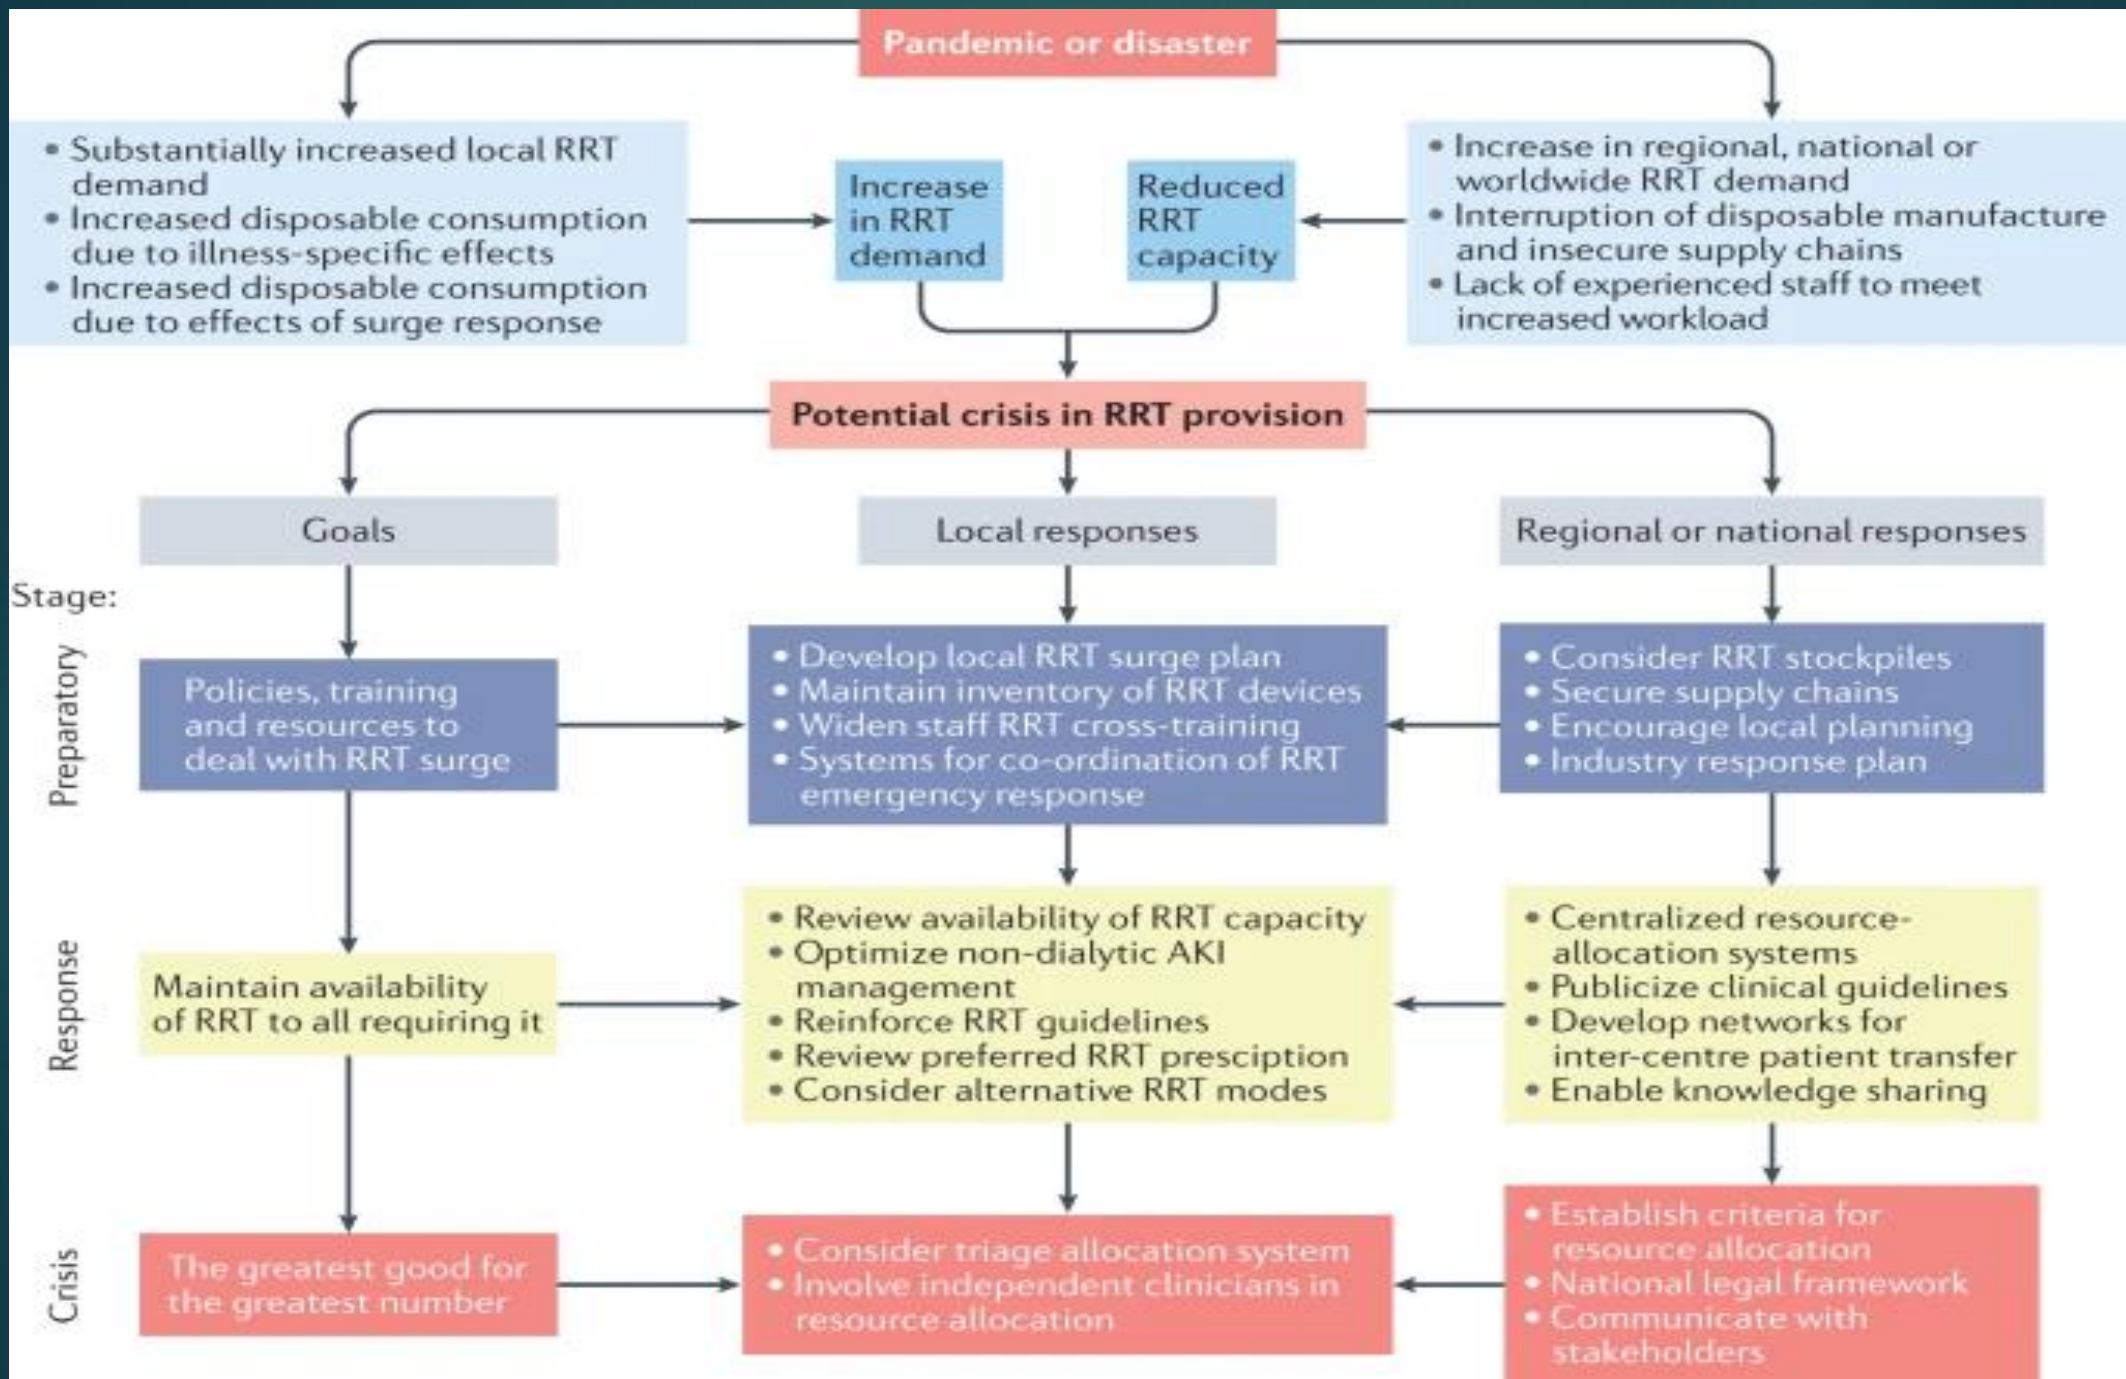 Pandemic or disaster
• Substantially increased local RRT
demand
• Increased disposable consumption
due to illness-specific effects
• Increased disposable consumption
due to effects of surge response
Increase
in RRT
demand
Reduced
RRT
capacity
• Increase in regional, national or
worldwide RRT demand
• Interruption of disposable manufacture
and insecure supply chains
• Lack of experienced staff to meet
increased workload
Potential crisis in RRT provision
Goals
Local responses
Regional or national responses
Stage:
Preparatory
Policies, training
and resources to
deal with RRT surge
• Develop local RRT surge plan
• Maintain inventory of RRT devices
• Widen staff RRT cross-training
• Systems for co-ordination of RRT
emergency response
• Consider RRT stockpiles
• Secure supply chains
• Encourage local planning
• Industry response plan
Response
Maintain availability
of RRT to all requiring it
• Review availability of RRT capacity
• Optimize non-dialytic AKI
management
• Reinforce RRT guidelines
• Review preferred RRT presciption
• Consider alternative RRT modes
• Centralized resource-
allocation systems
• Publicize clinical guidelines
• Develop networks for
inter-centre patient transfer
• Enable knowledge sharing
Crisis
The greatest good for
the greatest number
• Consider triage allocation system
• Involve independent clinicians in
resource allocation
• Establish criteria for
resource allocation
• National legal framework
• Communicate with
stakeholders